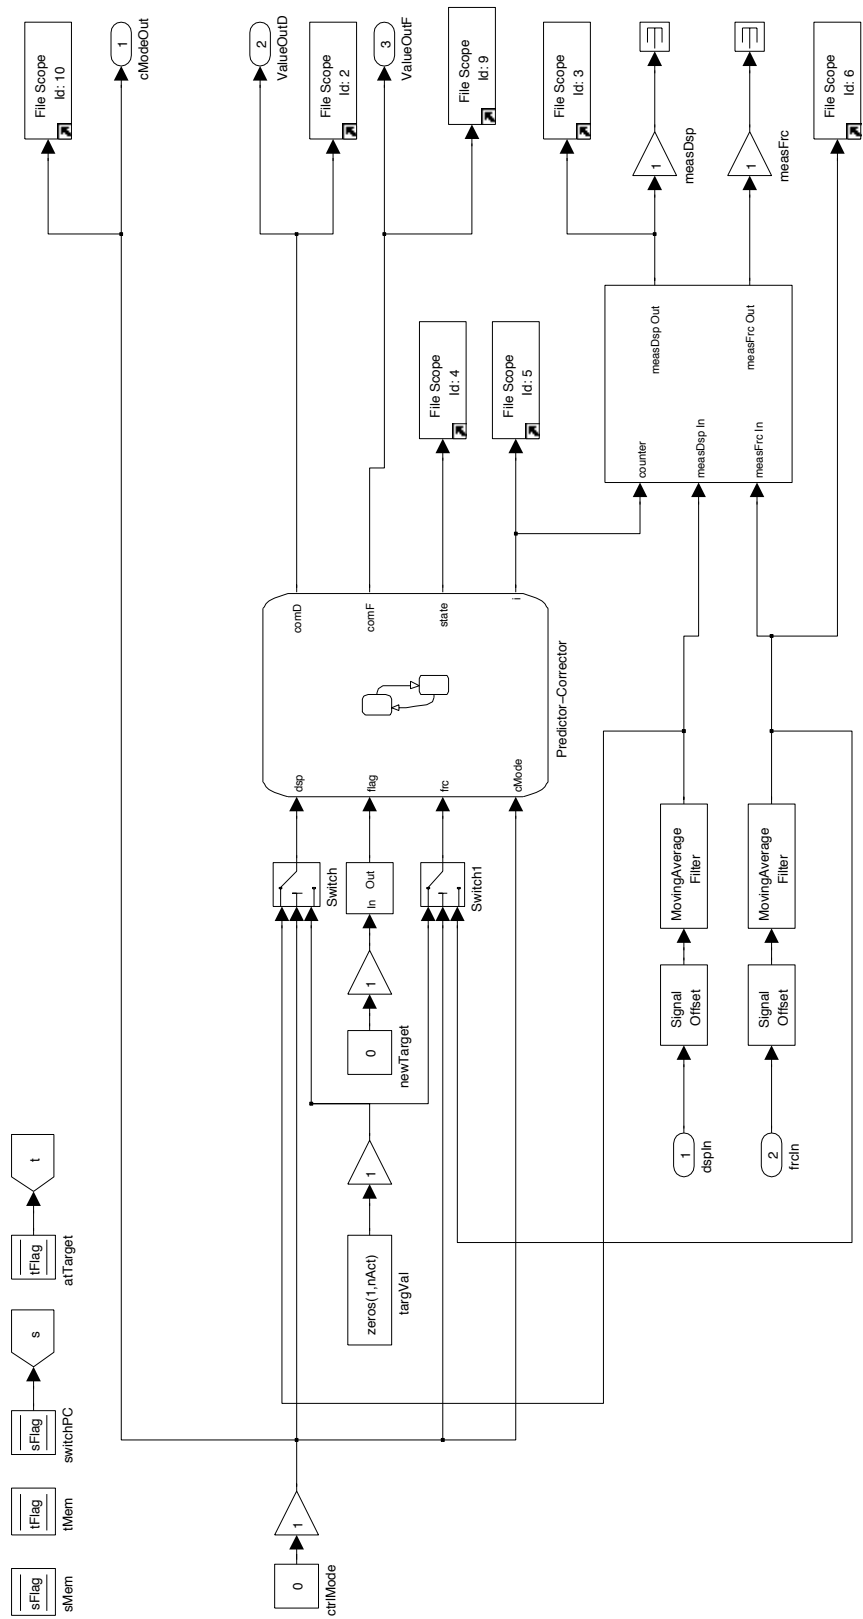 sFlag
sMem
tFlag
tMem
sFlag
switchPC
s
tFlag
atTarget
t
0
ctrlMode
1
zeros(1,nAct)
targVal
1
0
newTarget
1
In Out
Switch
Switch1
dsp
flag
frc
cMode
comD
comF
state
i
Predictor-Corrector
File Scope
Id: 10
1
cModeOut
2
ValueOutD
File Scope
Id: 2
3
ValueOutF
File Scope
Id: 9
File Scope
Id: 4
File Scope
Id: 5
File Scope
Id: 3
1
dspIn
Signal
Offset
MovingAverage
Filter
2
frcIn
Signal
Offset
MovingAverage
Filter
counter
measDsp In
measFrc In
measDsp Out
measFrc Out
1
measDsp
1
measFrc
File Scope
Id: 6